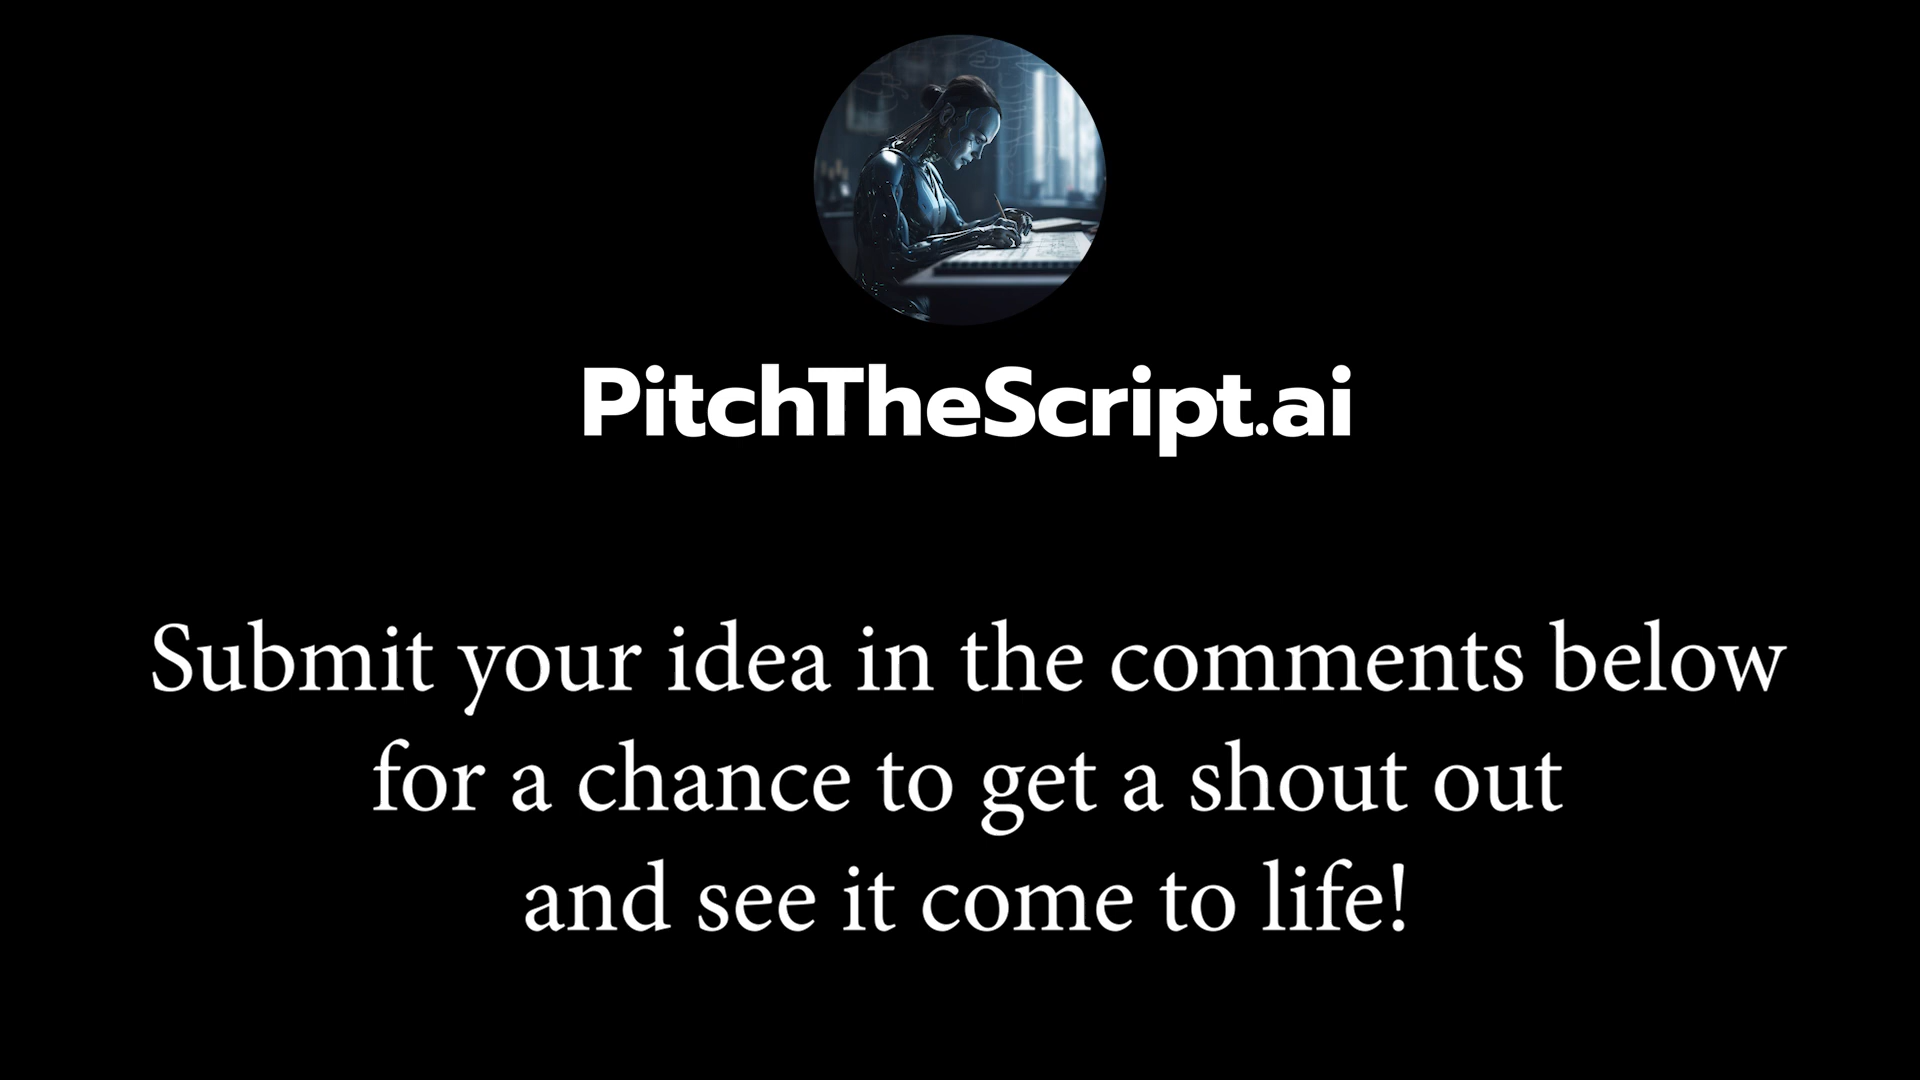 PitchTheScript.ai
Submit your idea in the comments below
for a chance to get a shout out
and see it come to life!